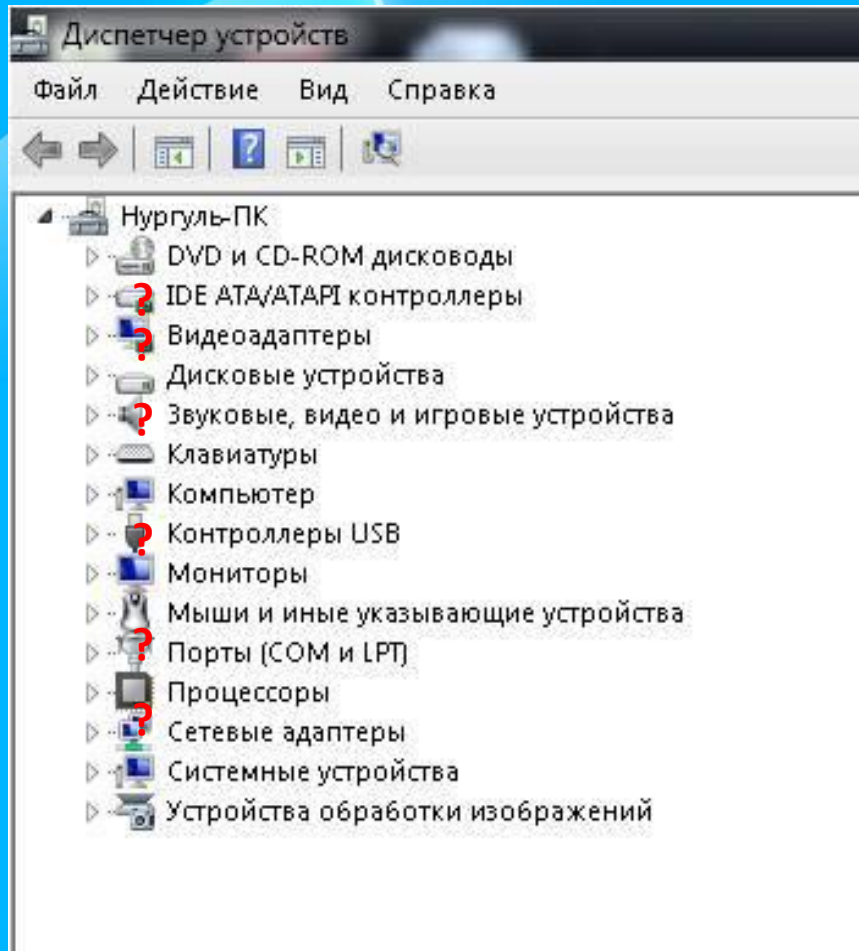 Диспетчер устройств
Файл Действие Вид Справка
?
Нургуль-ПК
DVD и CD-ROM дисководы
? IDE ATA/ATAPI контроллеры
? Видеоадаптеры
Дисковые устройства
? Звуковые, видео и игровые устройства
Клавиатуры
Компьютер
? Контроллеры USB
Мониторы
Мыши и иные указывающие устройства
? Порты (COM и LPT)
Процессоры
? Сетевые адаптеры
Системные устройства
Устройства обработки изображений